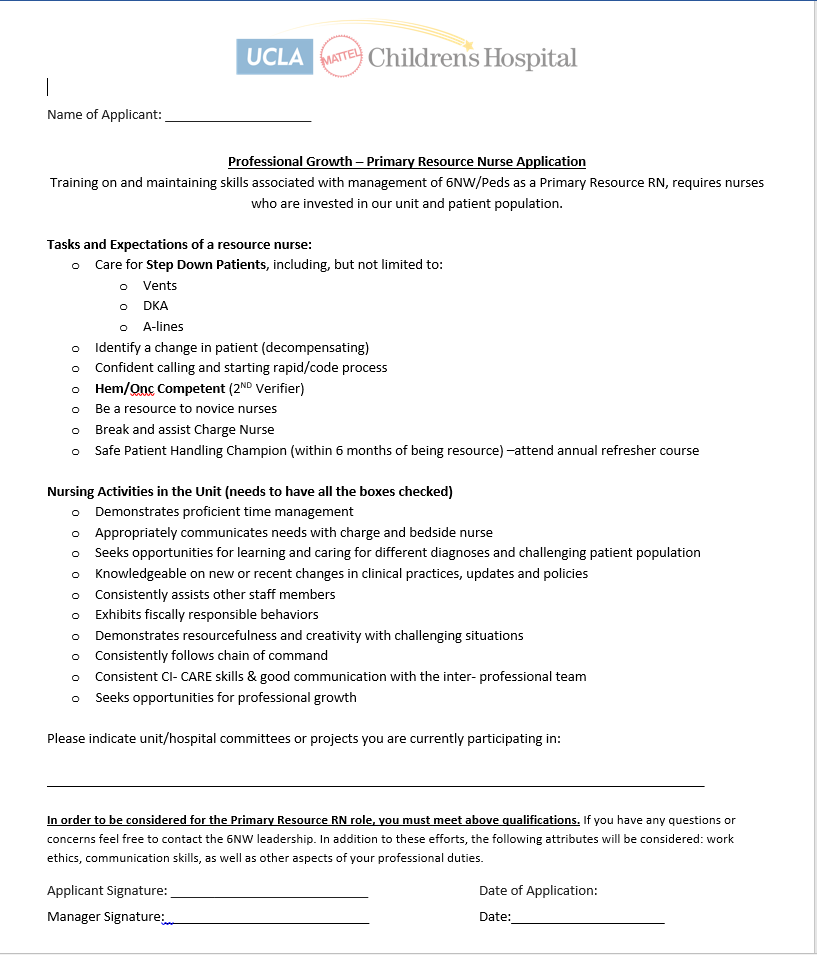 UCLA MATTEL Children's Hospital
Name of Applicant: ____________________
Professional Growth – Primary Resource Nurse Application
Training on and maintaining skills associated with management of 6NW/Peds as a Primary Resource RN, requires nurses
who are invested in our unit and patient population.
Tasks and Expectations of a resource nurse:
o Care for Step Down Patients, including, but not limited to:
o Vents
o DKA
o A-lines
o Identify a change in patient (decompensating)
o Confident calling and starting rapid/code process
o Hem/Onc Competent (2ND Verifier)
o Be a resource to novice nurses
o Break and assist Charge Nurse
o Safe Patient Handling Champion (within 6 months of being resource) –attend annual refresher course
Nursing Activities in the Unit (needs to have all the boxes checked)
o Demonstrates proficient time management
o Appropriately communicates needs with charge and bedside nurse
o Seeks opportunities for learning and caring for different diagnoses and challenging patient population
o Knowledgeable on new or recent changes in clinical practices, updates and policies
o Consistently assists other staff members
o Exhibits fiscally responsible behaviors
o Demonstrates resourcefulness and creativity with challenging situations
o Consistently follows chain of command
o Consistent CI- CARE skills & good communication with the inter- professional team
o Seeks opportunities for professional growth
Please indicate unit/hospital committees or projects you are currently participating in:
In order to be considered for the Primary Resource RN role, you must meet above qualifications. If you have any questions or
concerns feel free to contact the 6NW leadership. In addition to these efforts, the following attributes will be considered: work
ethics, communication skills, as well as other aspects of your professional duties.
Applicant Signature: ____________________ Date of Application:
Manager Signature:____________________ Date:____________________